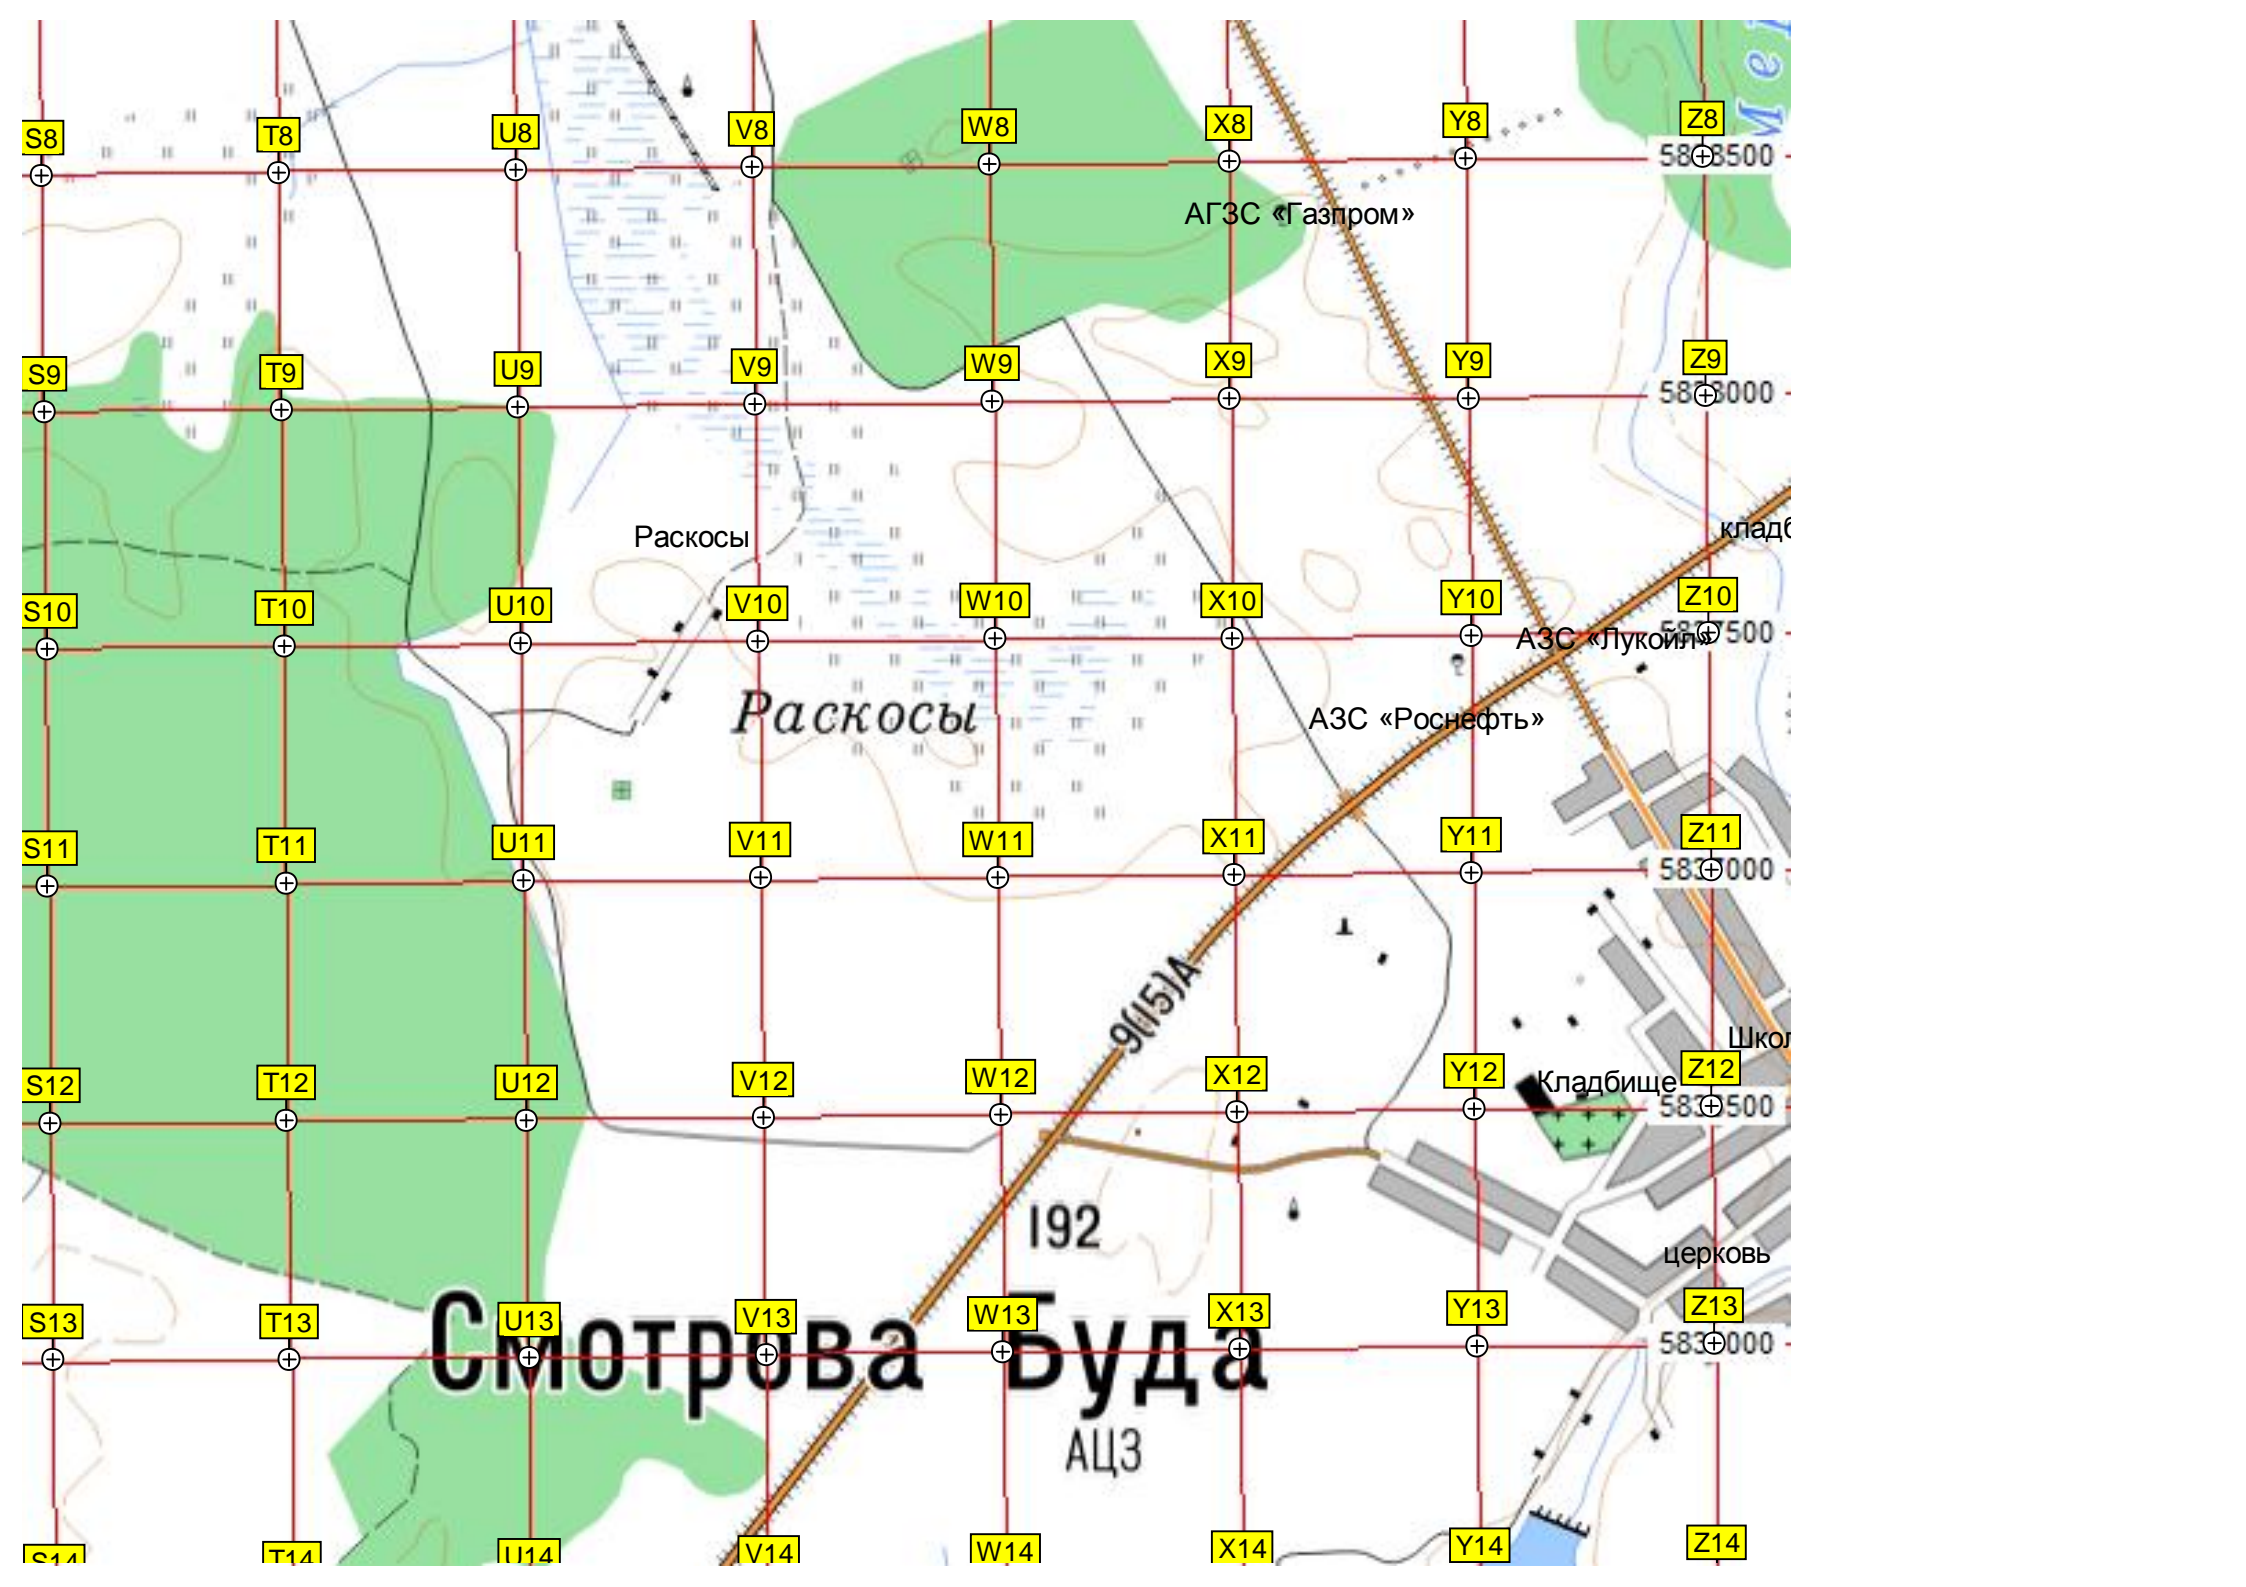 Ме
S8 T8 U8 V8 W8 X8 Y8 Z8
АГЗС «Газпром»
S9 T9 U9 V9 W9 X9 Y9 Z9
кладб
Раскосы
S10 T10 U10 V10 W10 X10 Y10 Z10
АЗС «Лукойл»
Раскосы
АЗС «Роснефть»
S11 T11 U11 V11 W11 X11 Y11 Z11
9(15)А
Школ
S12 T12 U12 V12 W12 X12 Y12 Z12
Кладбище
192
церковь
S13 T13 U13 V13 W13 X13 Y13 Z13
Смотрова Буда
АЦЗ
S14 T14 U14 V14 W14 X14 Y14 Z14